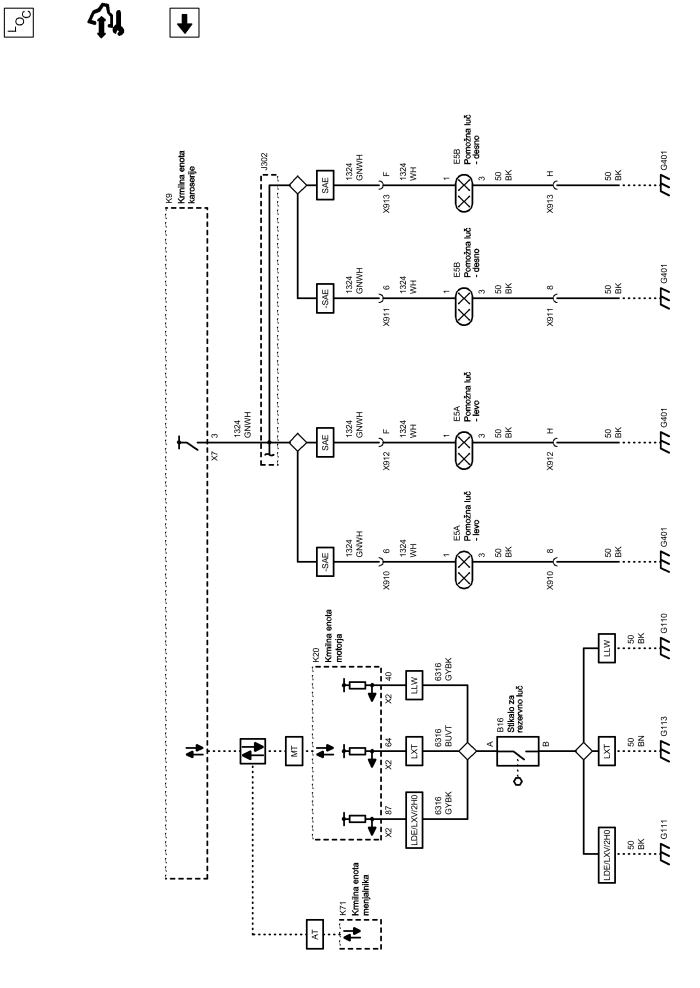 LOC
K9
Krmilna enota
karoserije
X7
3
1324
GNWH
J302
SAE
1324
GNWH
X913
F
1324
WH
1
E5B
Pomožna luč
- desno
3
50
BK
X913
H
50
BK
G401
-SAE
1324
GNWH
X911
6
1324
WH
1
E5B
Pomožna luč
- desno
3
50
BK
X911
8
50
BK
G401
SAE
1324
GNWH
X912
F
1324
WH
1
E5A
Pomožna luč
- levo
3
50
BK
X912
H
50
BK
G401
-SAE
1324
GNWH
X910
6
1324
WH
1
E5A
Pomožna luč
- levo
3
50
BK
X910
8
50
BK
G401
MT
K20
Krmilna enota
motorja
X2
40
LLW
6316
GYBK
X2
64
LXT
6316
BUVT
X2
87
LDE/LXV/2H0
6316
GYBK
A
B16
Stikalo za
rezervno luč
B
LLW
50
BK
G110
LXT
50
BN
G113
LDE/LXV/2H0
50
BK
G111
AT
K71
Krmilna enota
menjalnika